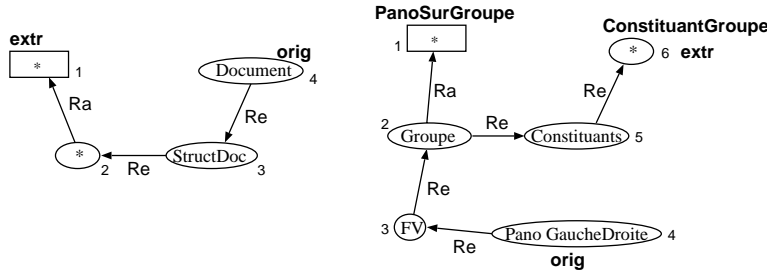 extr
*
1
orig
Document
4
Ra
Re
*
2
Re
StructDoc
3
PanoSurGroupe
*
1
ConstituantGroupe
*
6
extr
Ra
Re
Re
2
Groupe
Constituants
5
Re
3
FV
Re
Pano GaucheDroite
4
orig